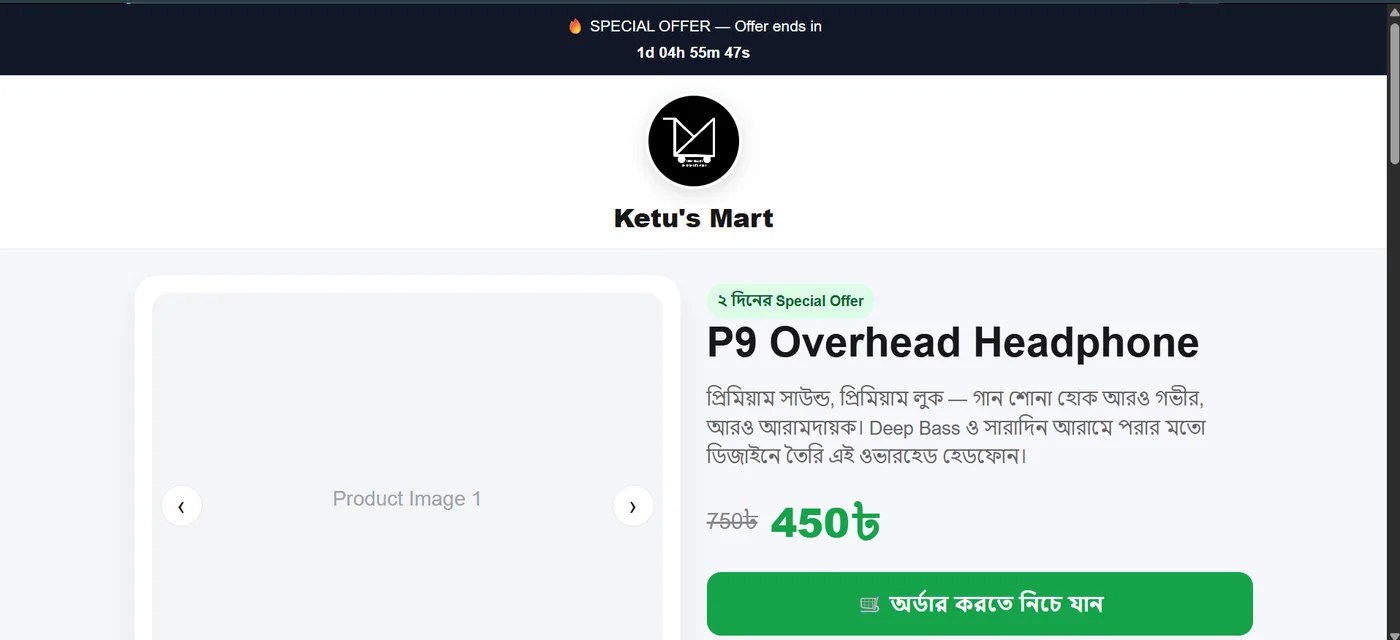 🔥 SPECIAL OFFER — Offer ends in
1d 04h 55m 47s
Ketu's Mart
২ দিনের Special Offer
P9 Overhead Headphone
প্রিমিয়াম সাউন্ড, প্রিমিয়াম লুক — গান শোনা হোক আরও গভীর,
আরও আরামদায়ক। Deep Bass ও সারাদিন আরামে পরার মতো
ডিজাইনে তৈরি এই ওভারহেড হেডফোন।
‹ Product Image 1 ›
750৳ 450৳
🛒 অর্ডার করতে নিচে যান